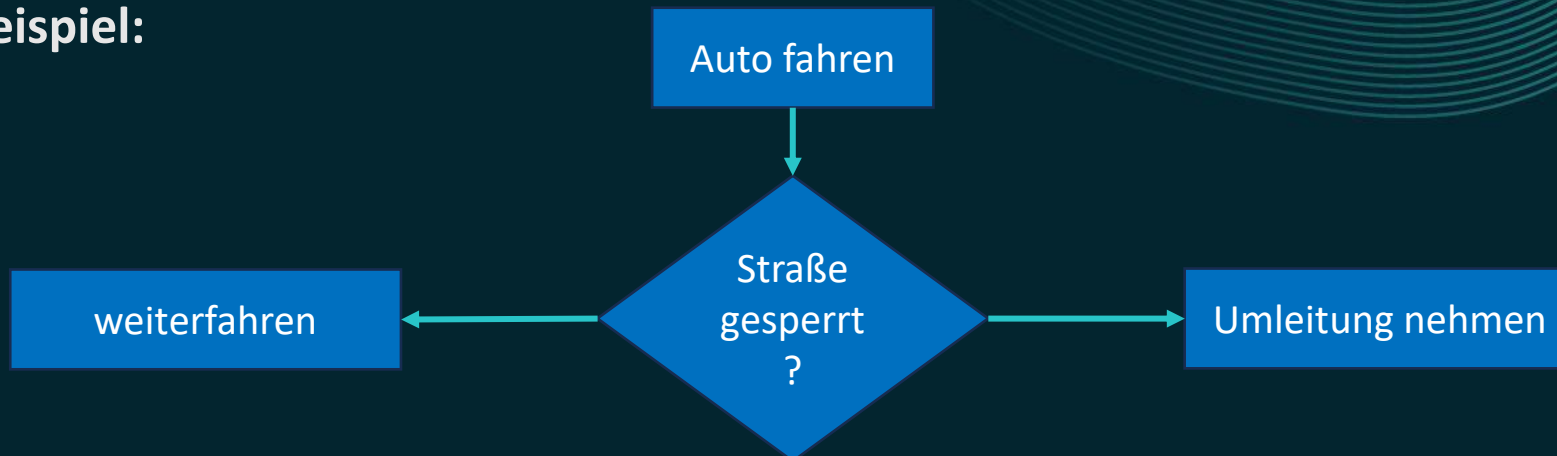 eispiel:
Auto fahren
Straße
gesperrt
?
weiterfahren
Umleitung nehmen